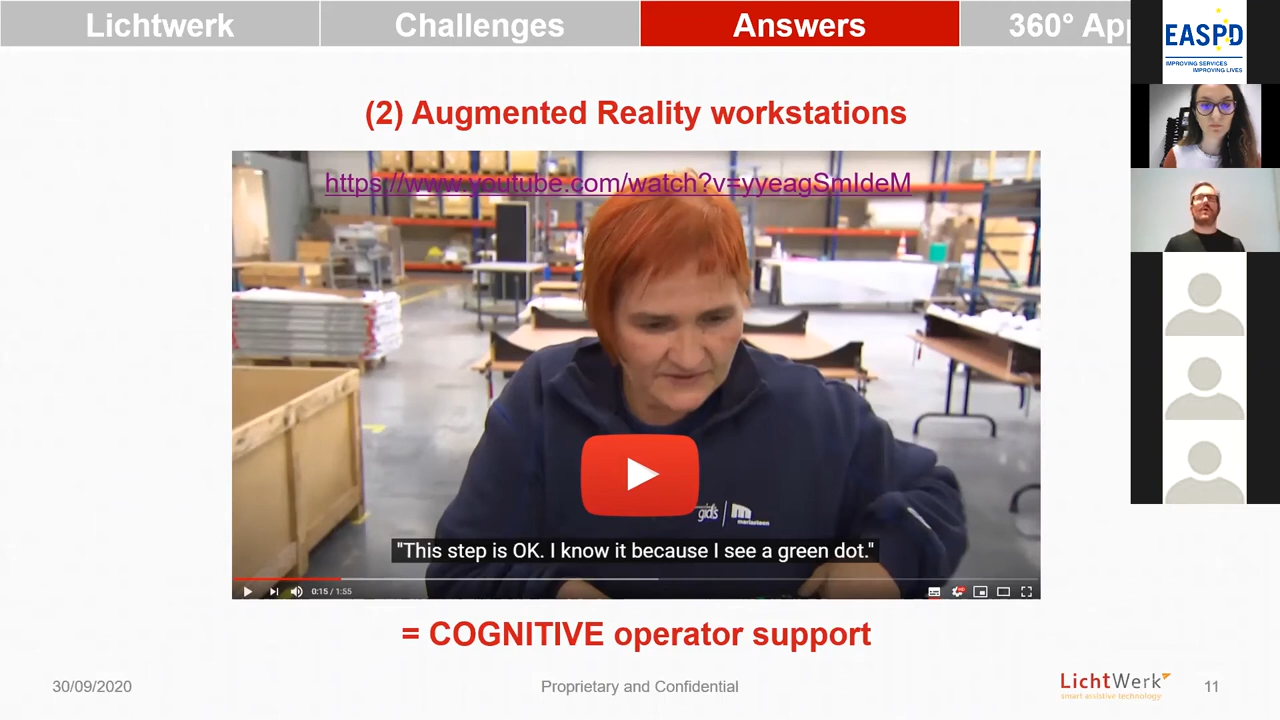 Lichtwerk
Challenges
Answers
360° App
EASPD
IMPROVING SERVICES
IMPROVING LIVES
(2) Augmented Reality workstations
https://www.youtube.com/watch?v=yyeagSmIdeM
gids
mariasteen
"This step is OK. I know it because I see a green dot."
0:15 / 1:55
= COGNITIVE operator support
30/09/2020
Proprietary and Confidential
LichtWerk
smart assistive technology
11